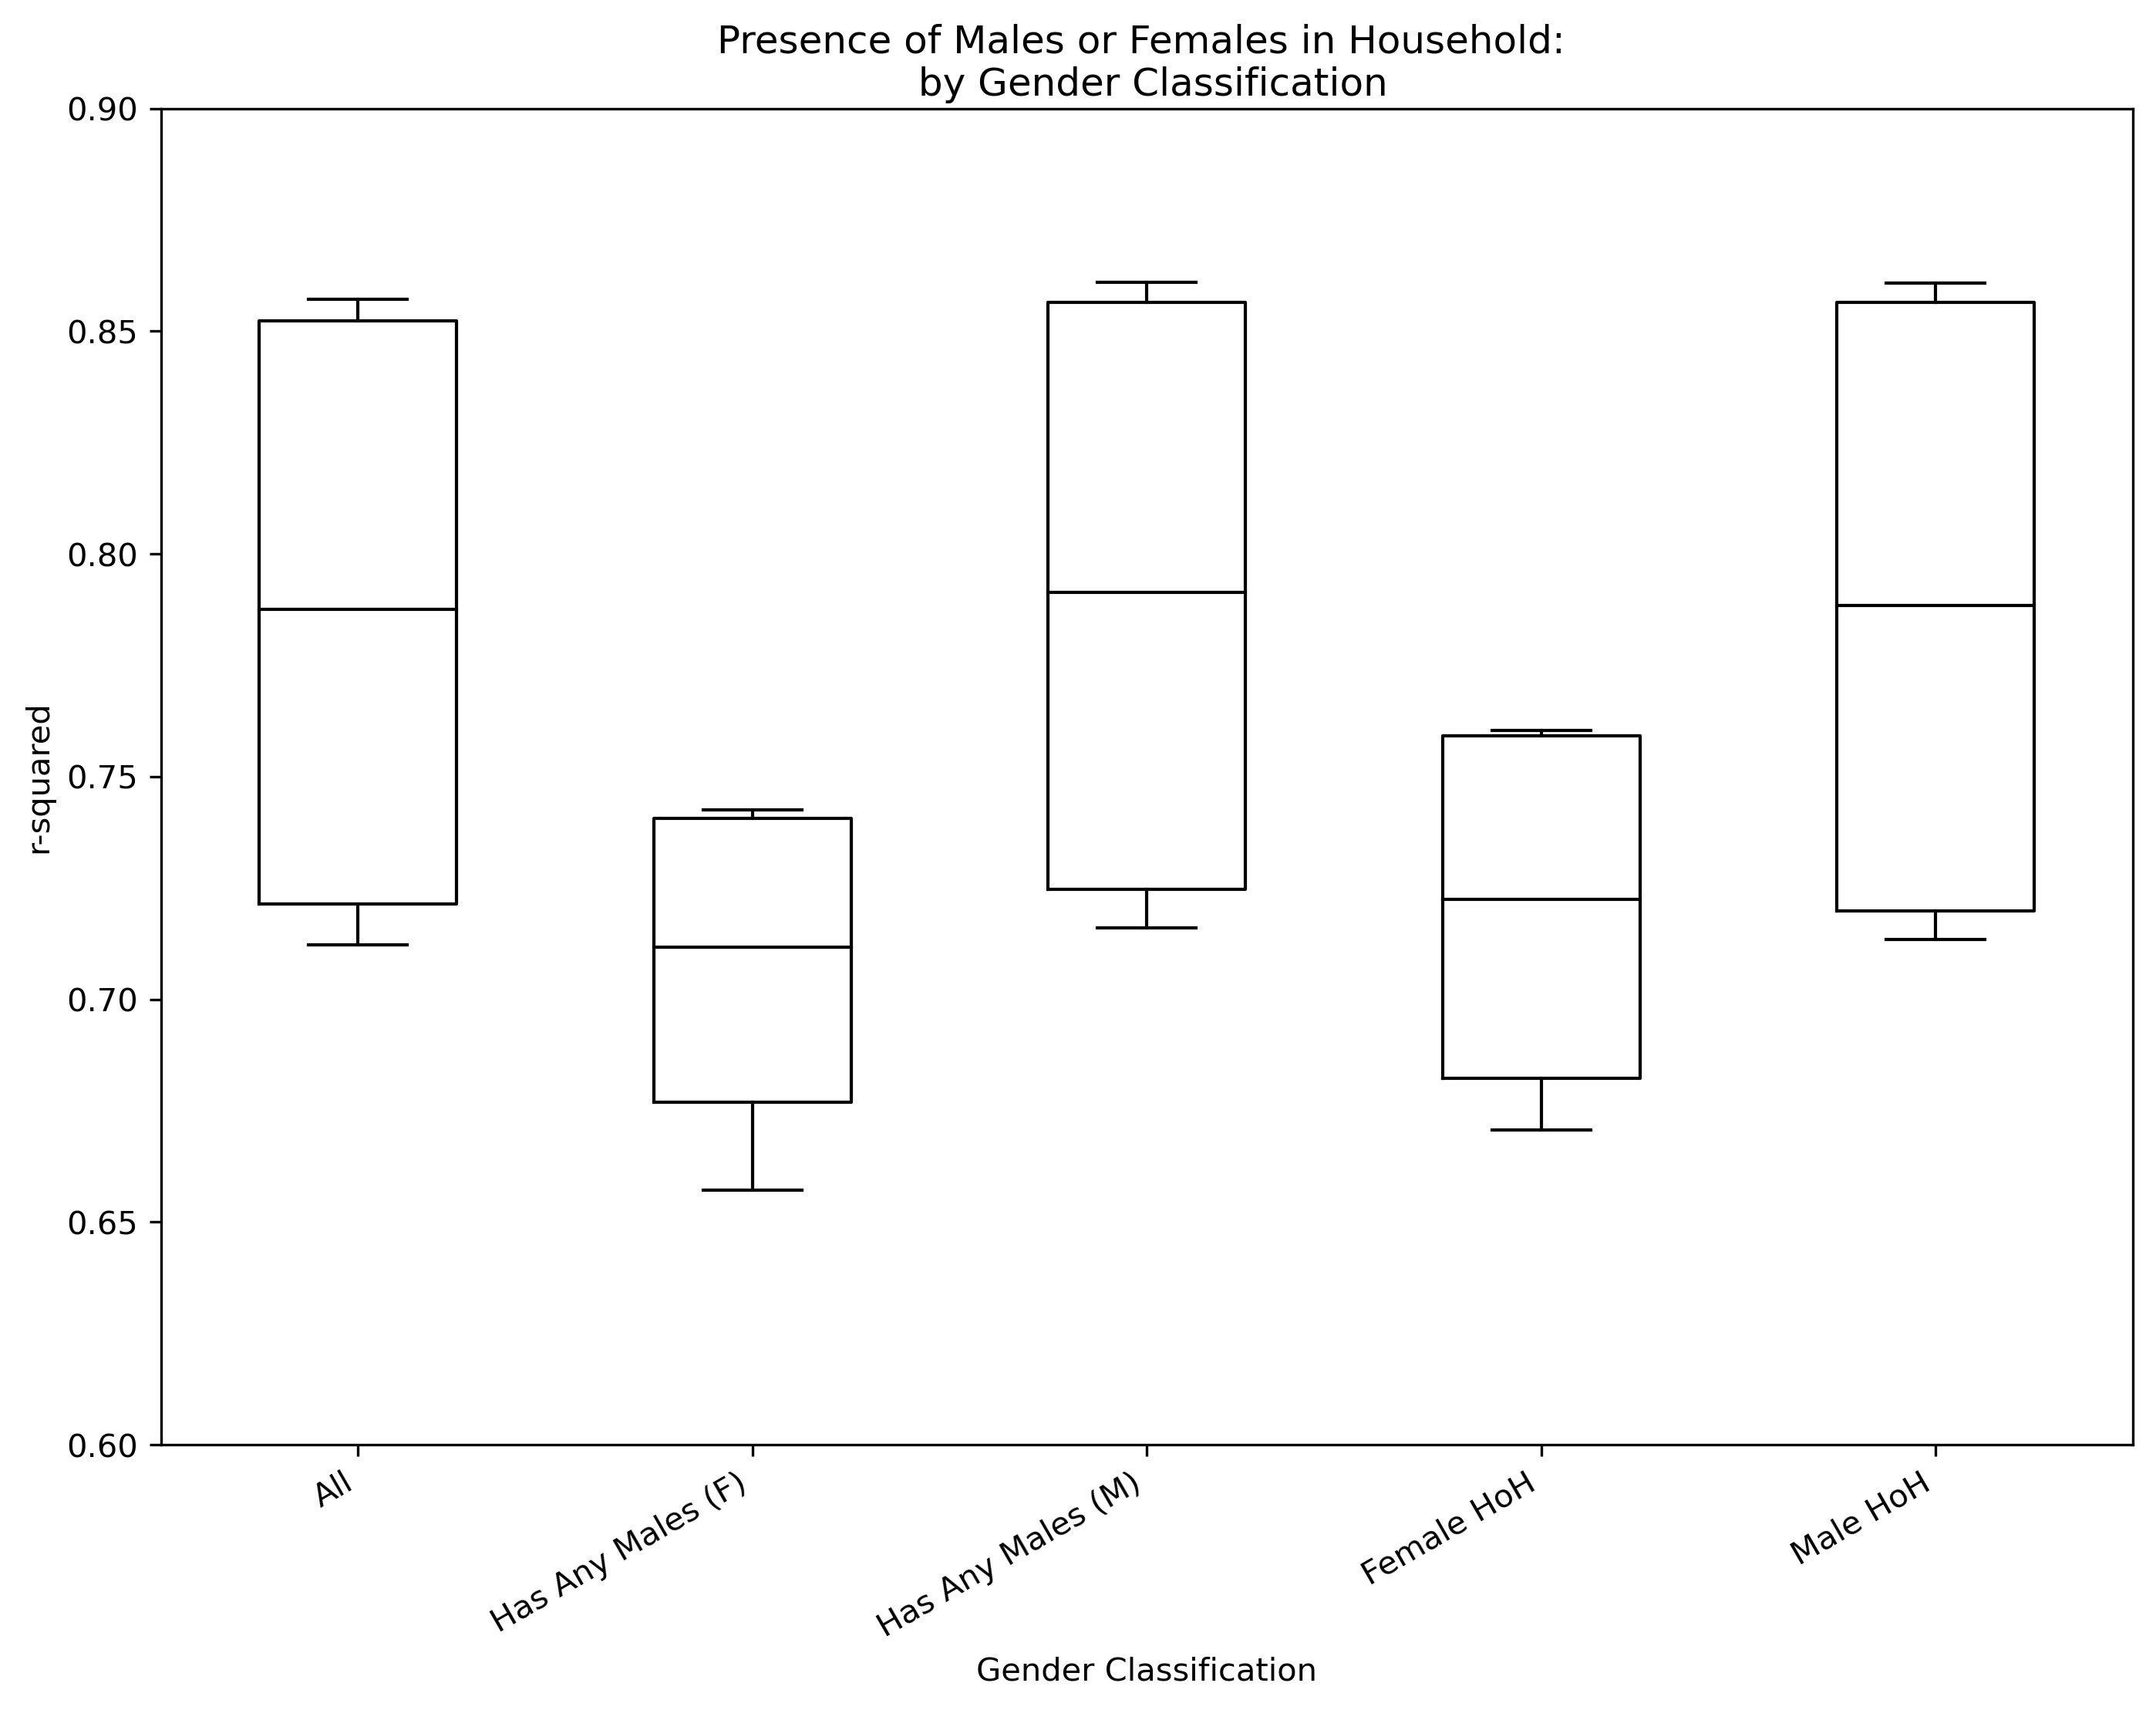 Presence of Males or Females in Household:
by Gender Classification
0.90
0.85
0.80
0.75
0.70
0.65
0.60
r-squared
All
Has Any Males (F)
Has Any Males (M)
Female HoH
Male HoH
Gender Classification